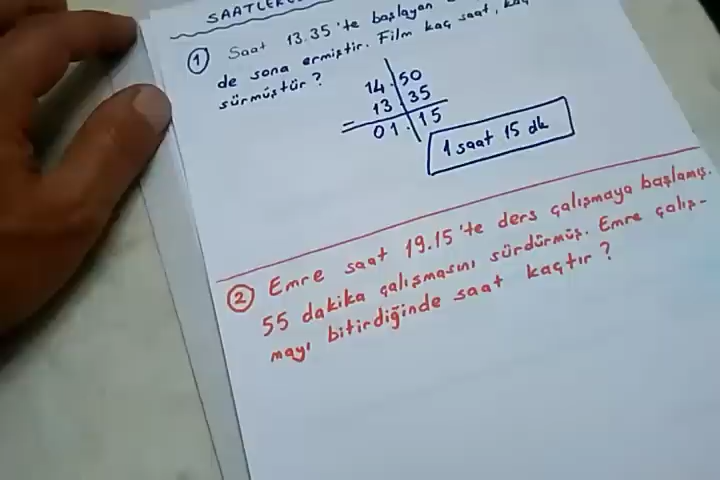 1 Saat 13.35'te başlayan
de sona ermiştir. Film kaç saat, kaç
sürmüştür?
14.50
13.35
= 01.15
1 saat 15 dk
2 Emre saat 19.15'te ders çalışmaya başlamış.
55 dakika çalışmasını sürdürmüş. Emre çalış-
mayı bitirdiğinde saat kaçtır?